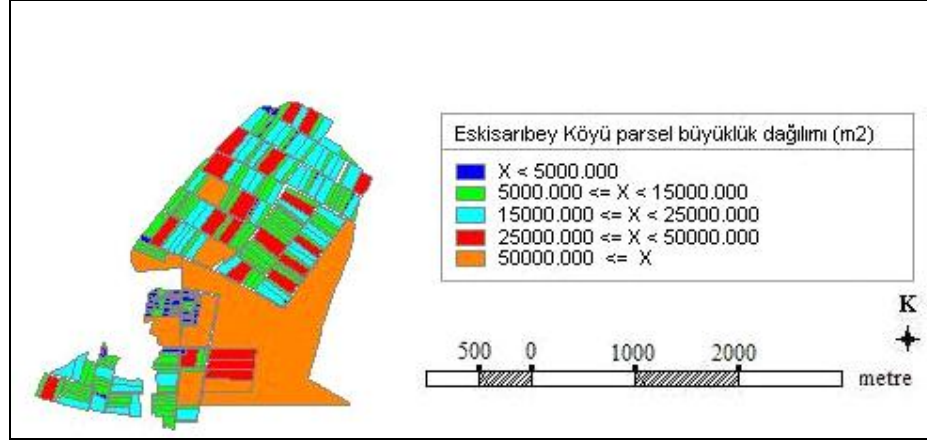 Eskisarıbey Köyü parsel büyüklük dağılımı (m2)
X < 5000.000
5000.000 <= X < 15000.000
15000.000 <= X < 25000.000
25000.000 <= X < 50000.000
50000.000 <= X
K
500 0 1000 2000
metre